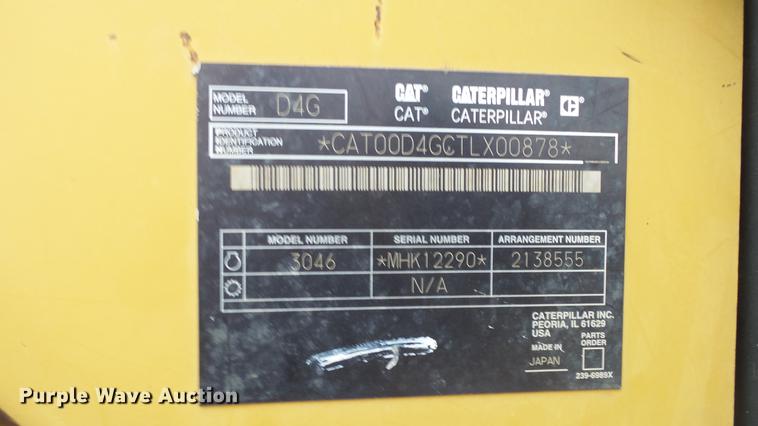 MODEL NUMBER D4G
CAT® CATERPILLAR®
CAT® CATERPILLAR® C
PRODUCT IDENTIFICATION NUMBER *CAT00D4GCTLX00878*
MODEL NUMBER SERIAL NUMBER ARRANGEMENT NUMBER
3046 *MHK12290* 2138555
N/A
CATERPILLAR INC.
PEORIA, IL 61629
USA
MADE IN PARTS ORDER
JAPAN
239-6989X
Purple Wave Auction